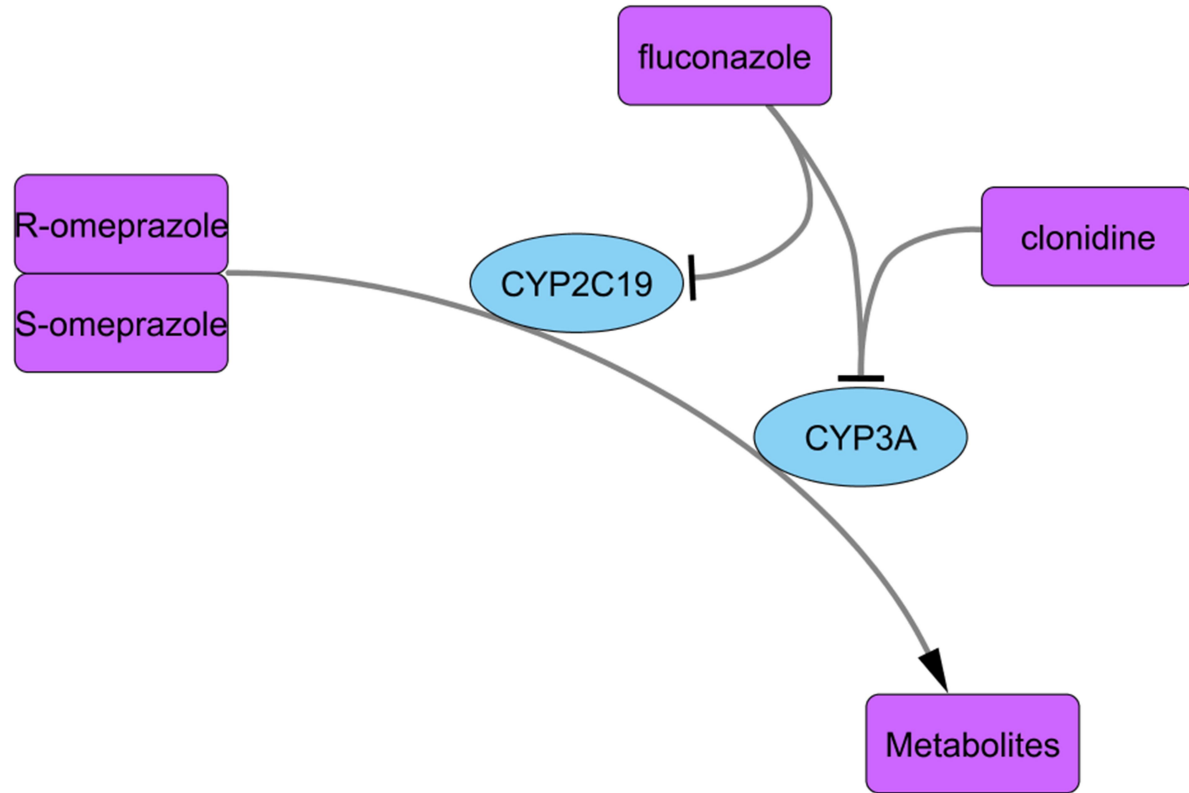 fluconazole
R-omeprazole
clonidine
CYP2C19
S-omeprazole
CYP3A
Metabolites